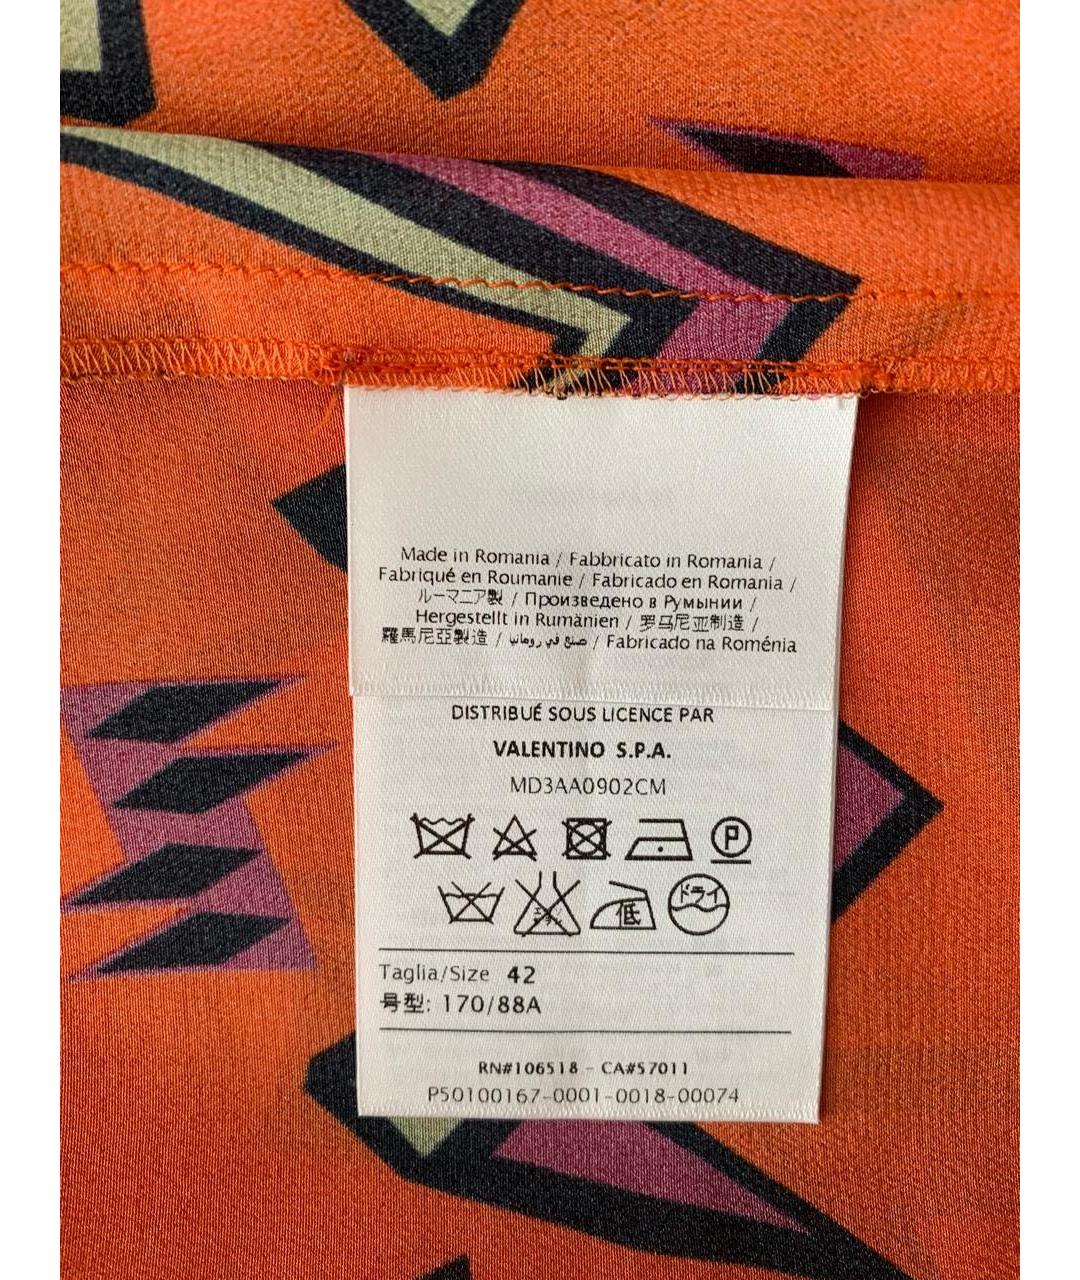 Made in Romania / Fabbricato in Romania /
Fabriqué en Roumanie / Fabricado en Romania /
ルーマニア製 / Произведено в Румынии /
Hergestellt in Rumänien / 罗马尼亚制造 /
羅馬尼亞製造 / صنع في رومانيا / Fabricado na Roménia
DISTRIBUÉ SOUS LICENCE PAR
VALENTINO S.P.A.
MD3AA0902CM
P
低 ドライ
Taglia/Size 42
号型: 170/88A
RN#106518 - CA#57011
P50100167-0001-0018-00074